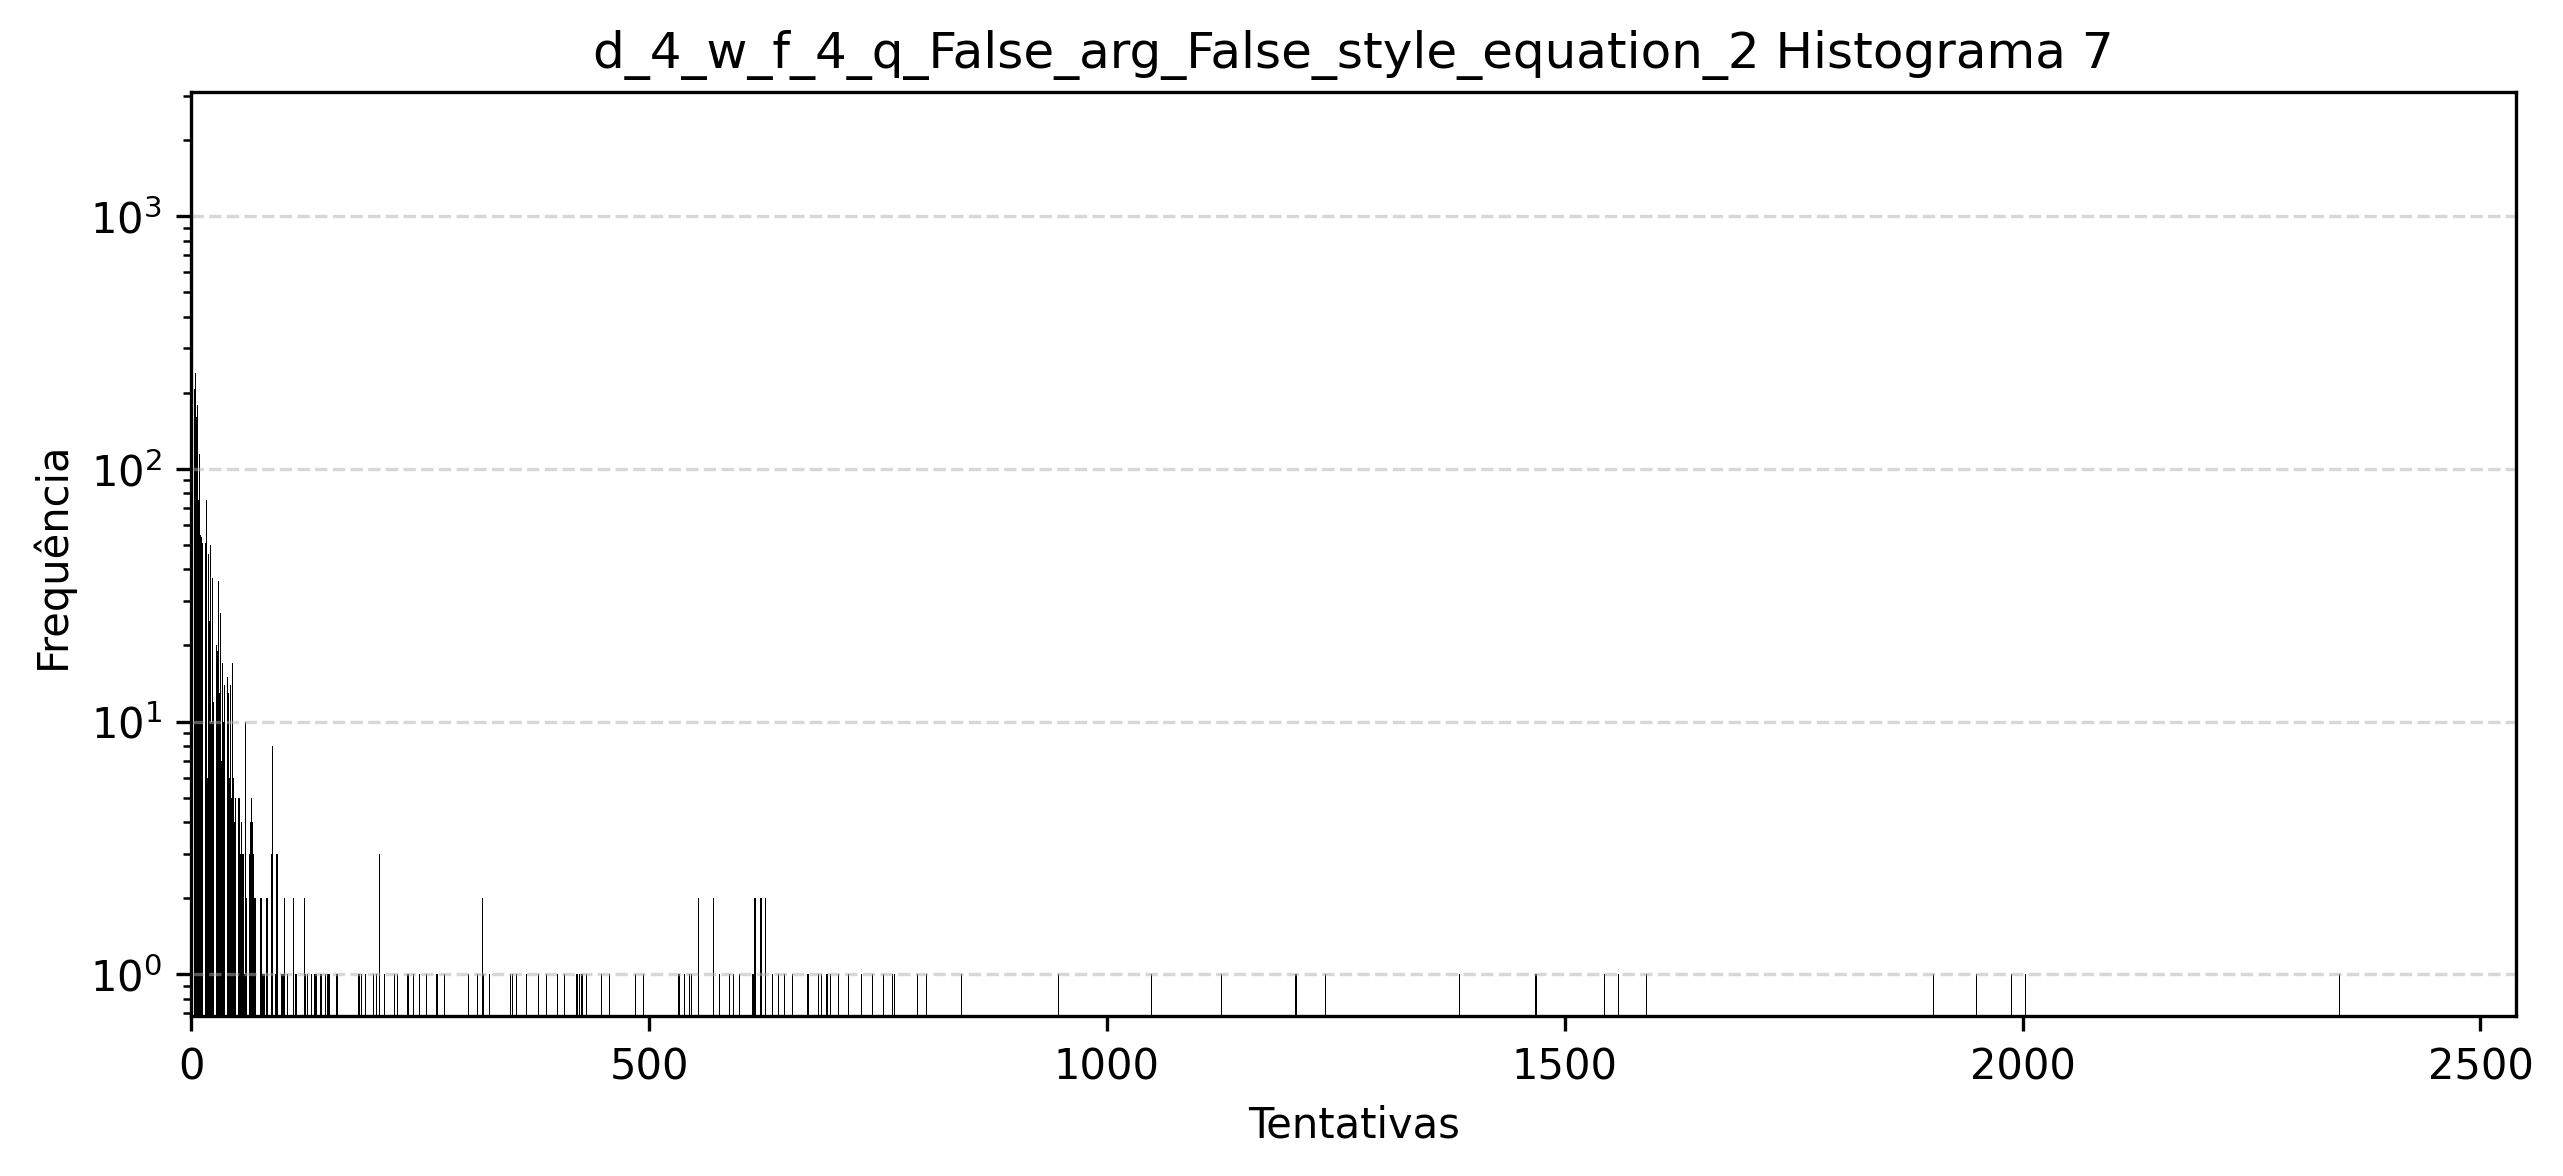 d_4_w_f_4_q_False_arg_False_style_equation_2 Histograma 7
Frequência
10³
10²
10¹
10⁰
0 500 1000 1500 2000 2500
Tentativas